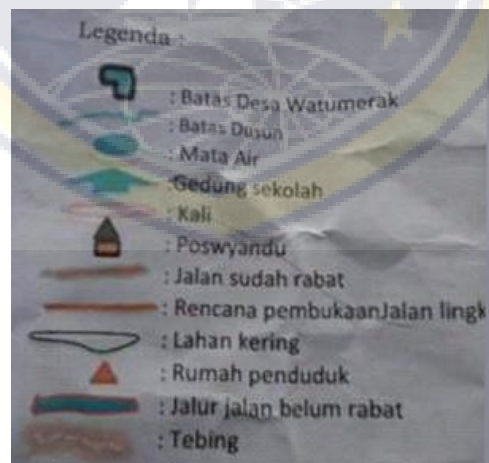 Legenda :
: Batas Desa Watumerak
: Batas Dusun
: Mata Air
:Gedung sekolah
: Kali
: Poswyandu
: Jalan sudah rabat
: Rencana pembukaanJalan lingk
: Lahan kering
: Rumah penduduk
: Jalur jalan belum rabat
: Tebing